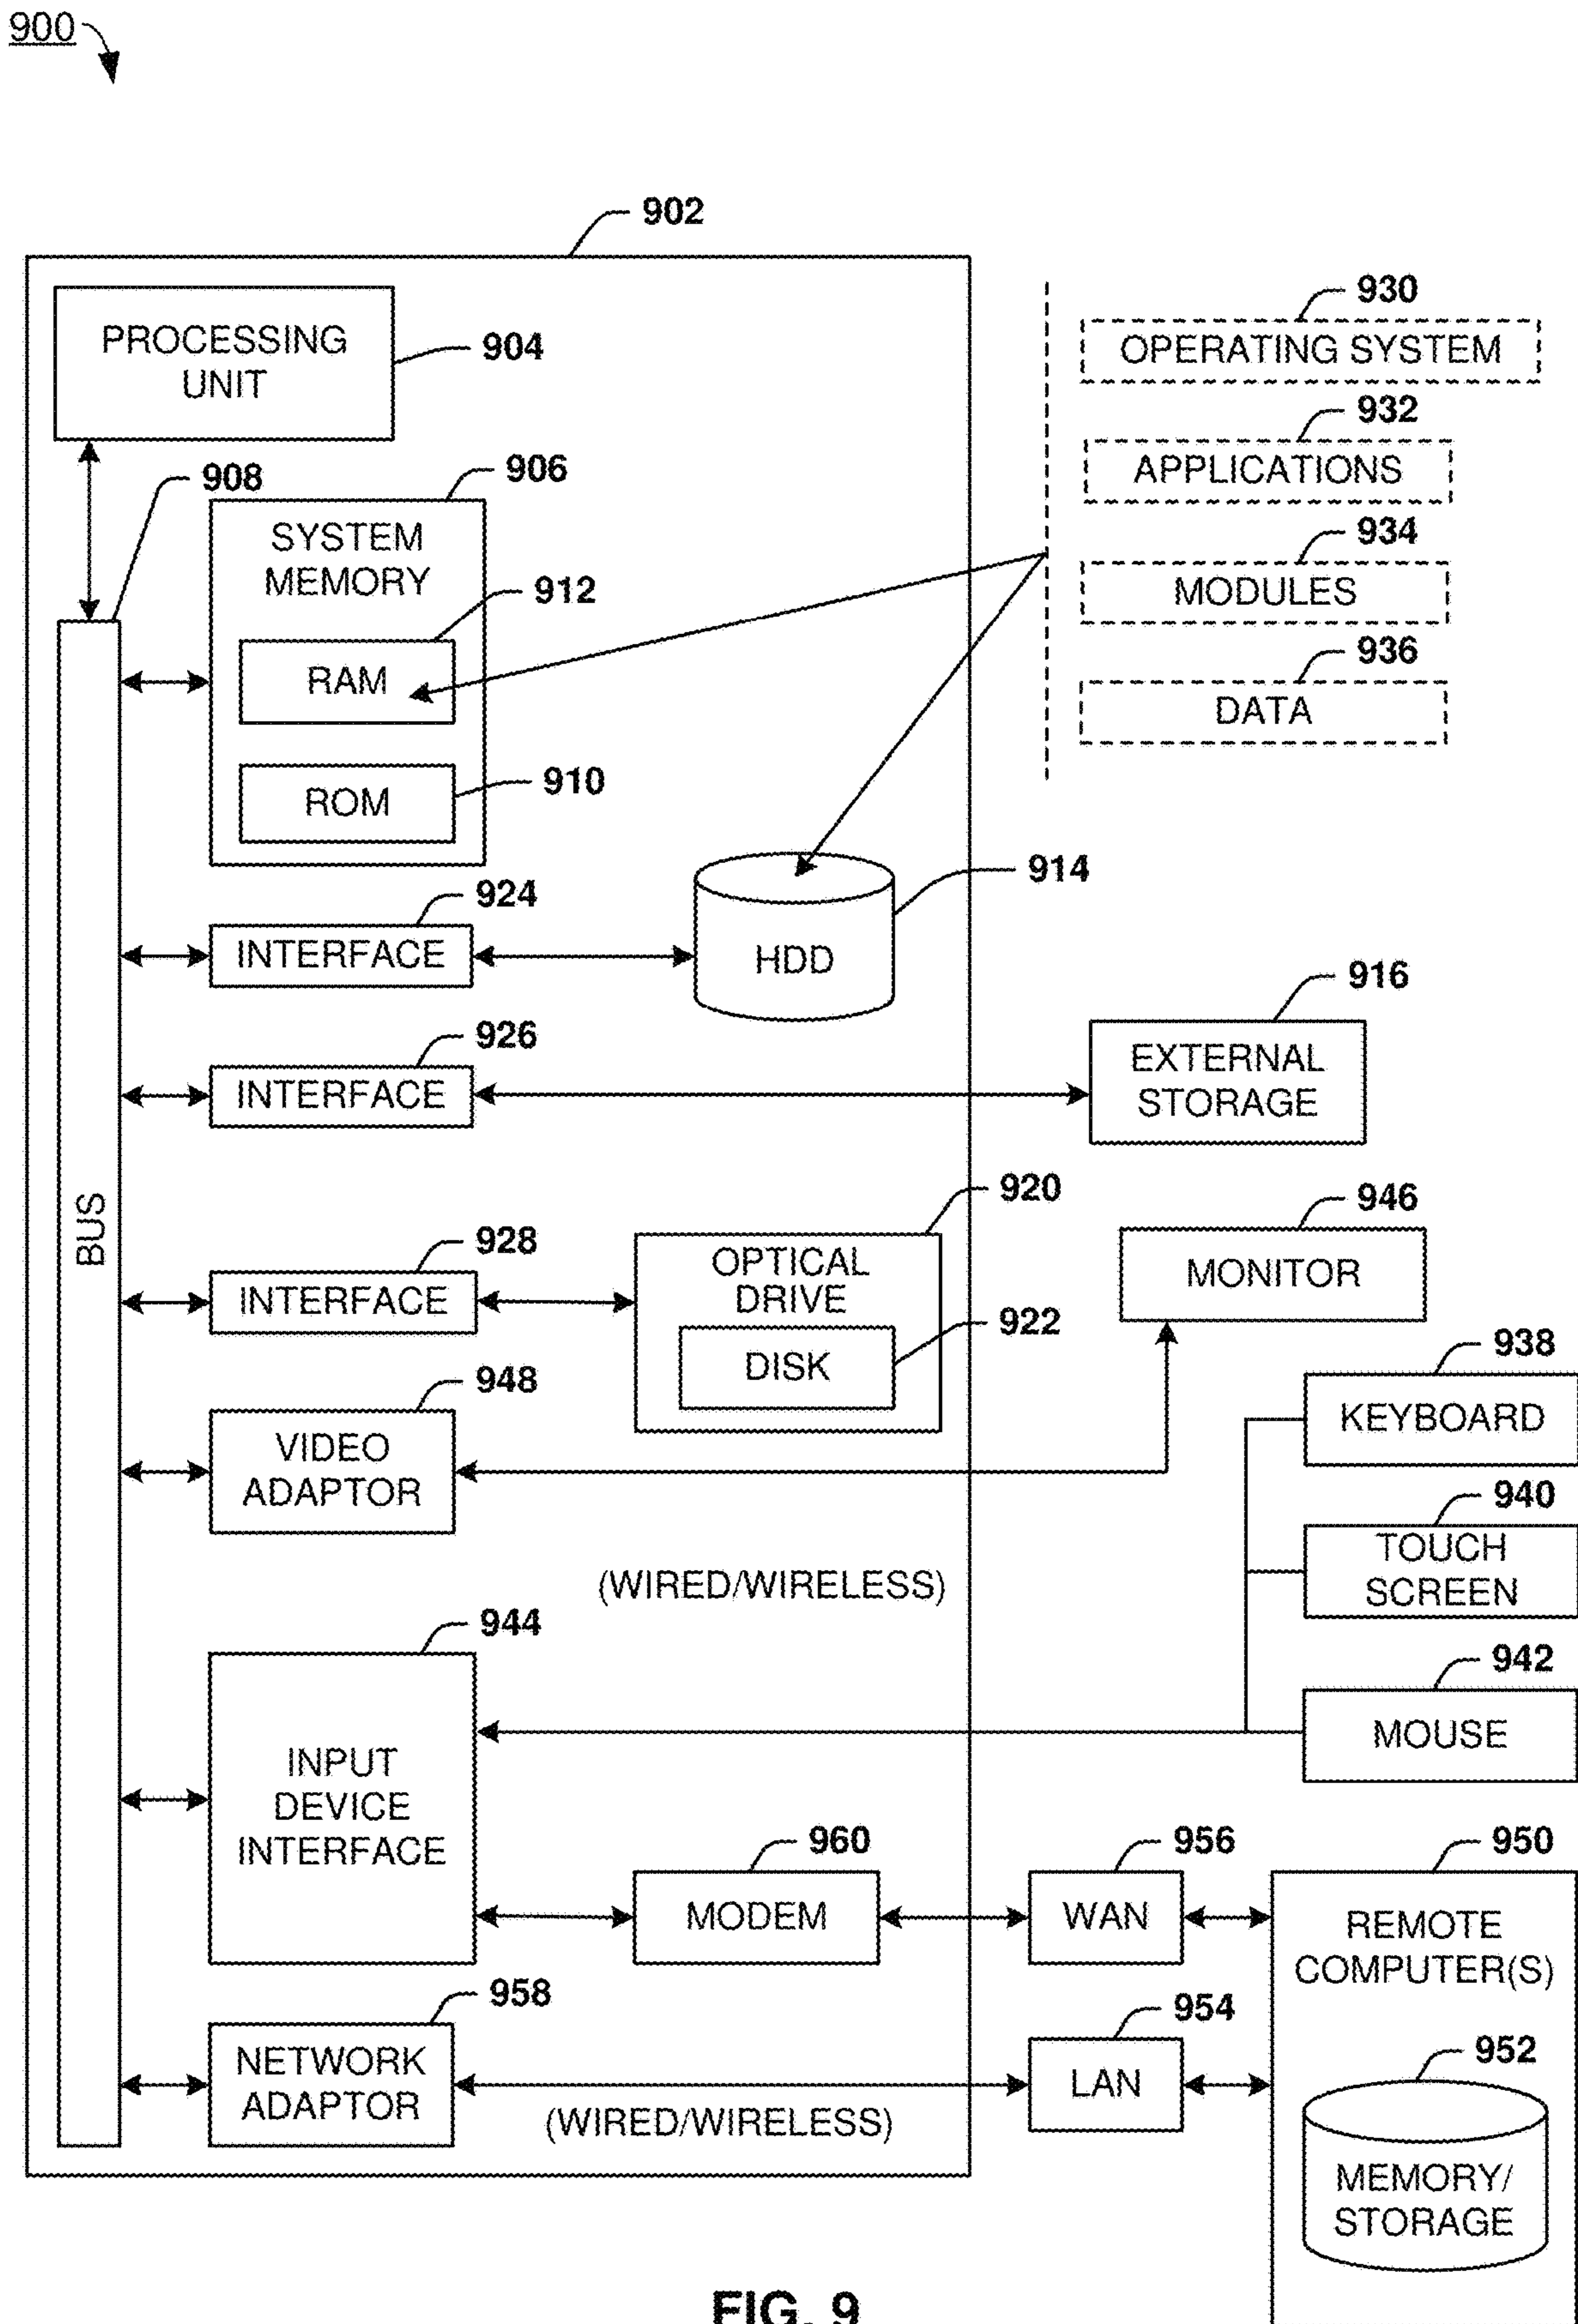 900
902
PROCESSING
UNIT
904
930
OPERATING SYSTEM
932
APPLICATIONS
934
MODULES
936
DATA
908
906
SYSTEM
MEMORY
912
RAM
910
ROM
914
HDD
924
INTERFACE
916
EXTERNAL
STORAGE
926
INTERFACE
BUS
920
OPTICAL
DRIVE
922
DISK
928
INTERFACE
946
MONITOR
948
VIDEO
ADAPTOR
938
KEYBOARD
940
TOUCH
SCREEN
(WIRED/WIRELESS)
942
MOUSE
944
INPUT
DEVICE
INTERFACE
960
MODEM
956
WAN
950
REMOTE
COMPUTER(S)
958
NETWORK
ADAPTOR
(WIRED/WIRELESS)
954
LAN
952
MEMORY/
STORAGE
FIG. 9